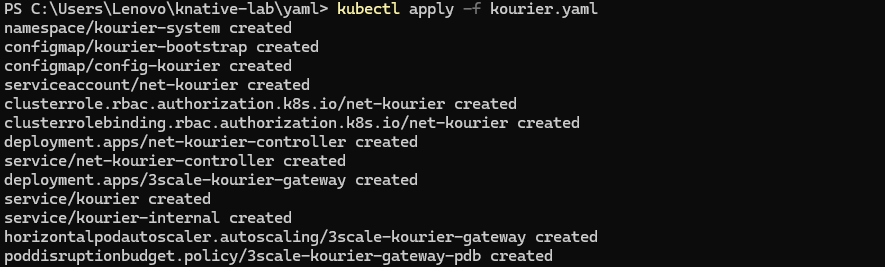 PS C:\Users\Lenovo\knative-lab\yaml> kubectl apply -f kourier.yaml
namespace/kourier-system created
configmap/kourier-bootstrap created
configmap/config-kourier created
serviceaccount/net-kourier created
clusterrole.rbac.authorization.k8s.io/net-kourier created
clusterrolebinding.rbac.authorization.k8s.io/net-kourier created
deployment.apps/net-kourier-controller created
service/net-kourier-controller created
deployment.apps/3scale-kourier-gateway created
service/kourier created
service/kourier-internal created
horizontalpodautoscaler.autoscaling/3scale-kourier-gateway created
poddisruptionbudget.policy/3scale-kourier-gateway-pdb created